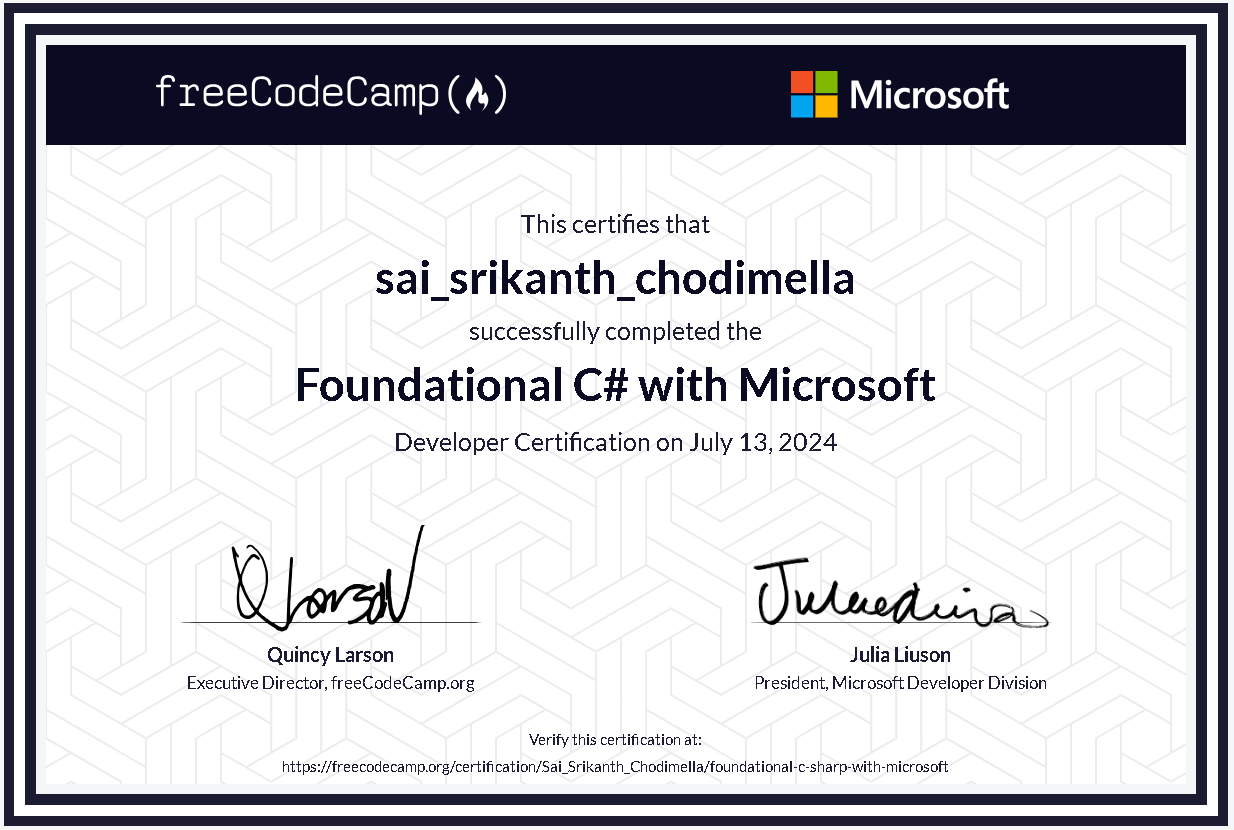 freeCodeCamp
Microsoft
This certifies that
sai_srikanth_chodimella
successfully completed the
Foundational C# with Microsoft
Developer Certification on July 13, 2024
Quincy Larson
Executive Director, freeCodeCamp.org
Julia Liuson
President, Microsoft Developer Division
Verify this certification at:
https://freecodecamp.org/certification/Sai_Srikanth_Chodimella/foundational-c-sharp-with-microsoft